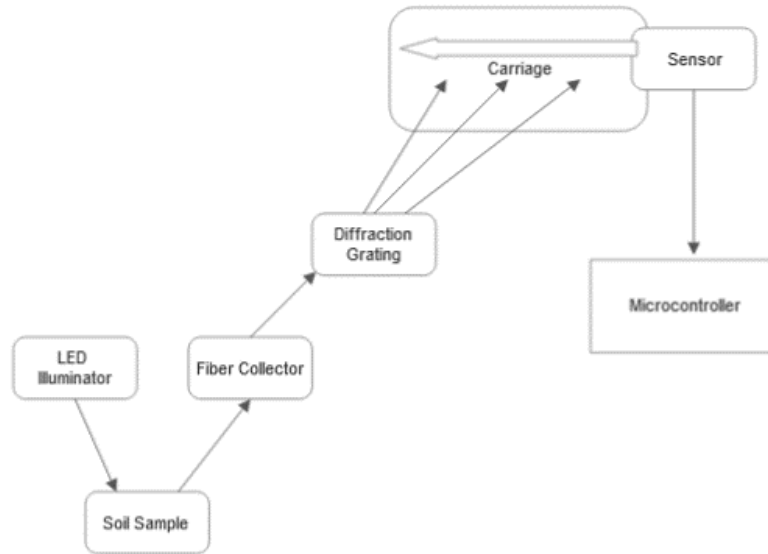 Sensor
Carriage
Diffraction
Grating
Microcontroller
LED
Illuminator
Fiber Collector
Soil Sample